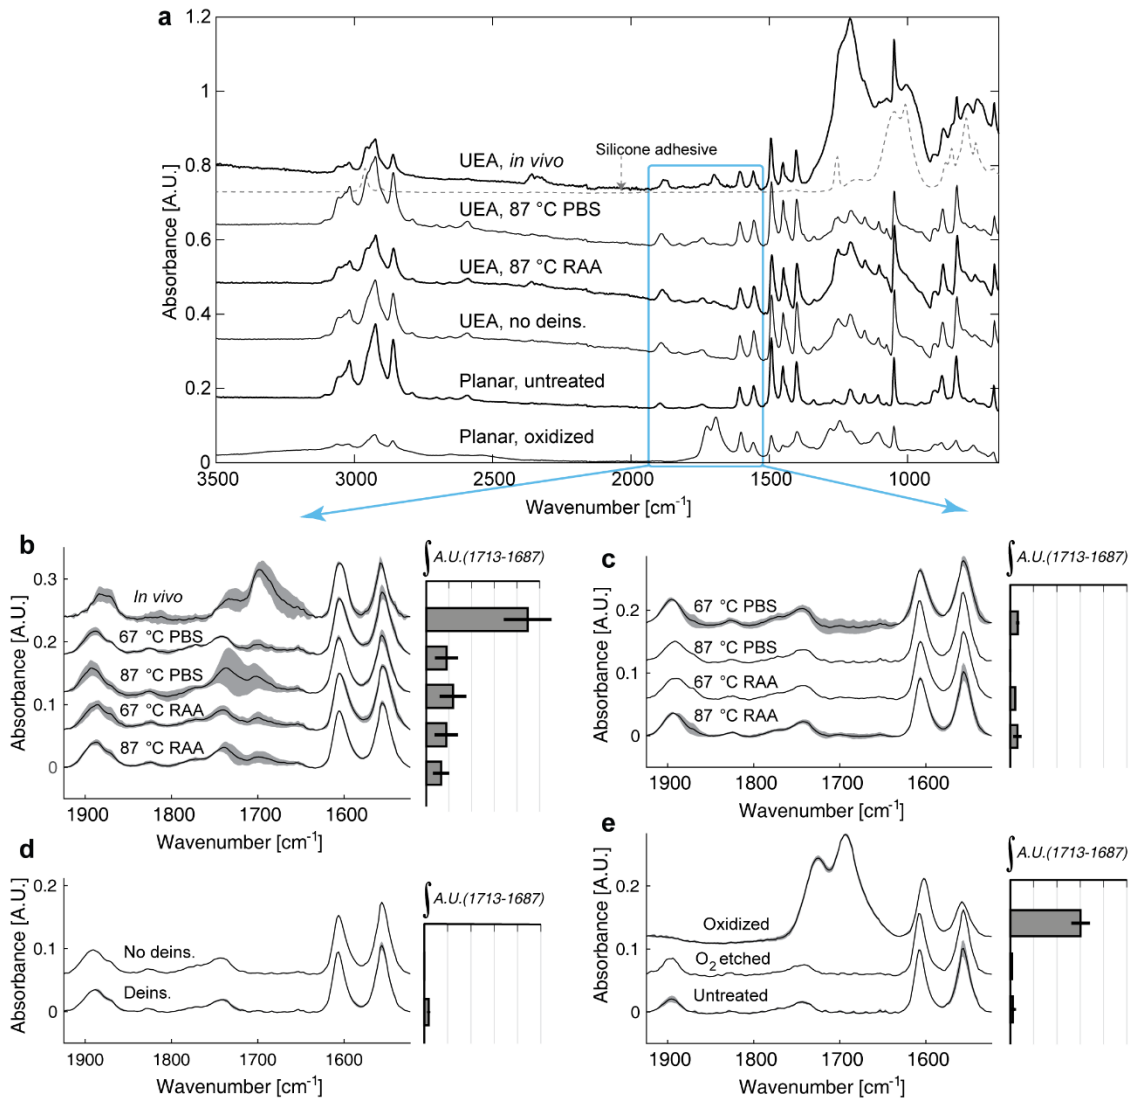 a
1.2
1
0.8
0.6
0.4
0.2
0
Absorbance [A.U.]
UEA, in vivo
Silicone adhesive
UEA, 87 °C PBS
UEA, 87 °C RAA
UEA, no deins.
Planar, untreated
Planar, oxidized
3500 3000 2500 2000 1500 1000
Wavenumber [cm-1]
b
∫ A.U.(1713-1687)
0.3
0.2
0.1
0
Absorbance [A.U.]
In vivo
67 °C PBS
87 °C PBS
67 °C RAA
87 °C RAA
1900 1800 1700 1600
Wavenumber [cm-1]
c
∫ A.U.(1713-1687)
0.2
0.1
0
Absorbance [A.U.]
67 °C PBS
87 °C PBS
67 °C RAA
87 °C RAA
1900 1800 1700 1600
Wavenumber [cm-1]
d
∫ A.U.(1713-1687)
0.2
0.1
0
Absorbance [A.U.]
No deins.
Deins.
1900 1800 1700 1600
Wavenumber [cm-1]
e
∫ A.U.(1713-1687)
0.2
0.1
0
Absorbance [A.U.]
Oxidized
O2 etched
Untreated
1900 1800 1700 1600
Wavenumber [cm-1]